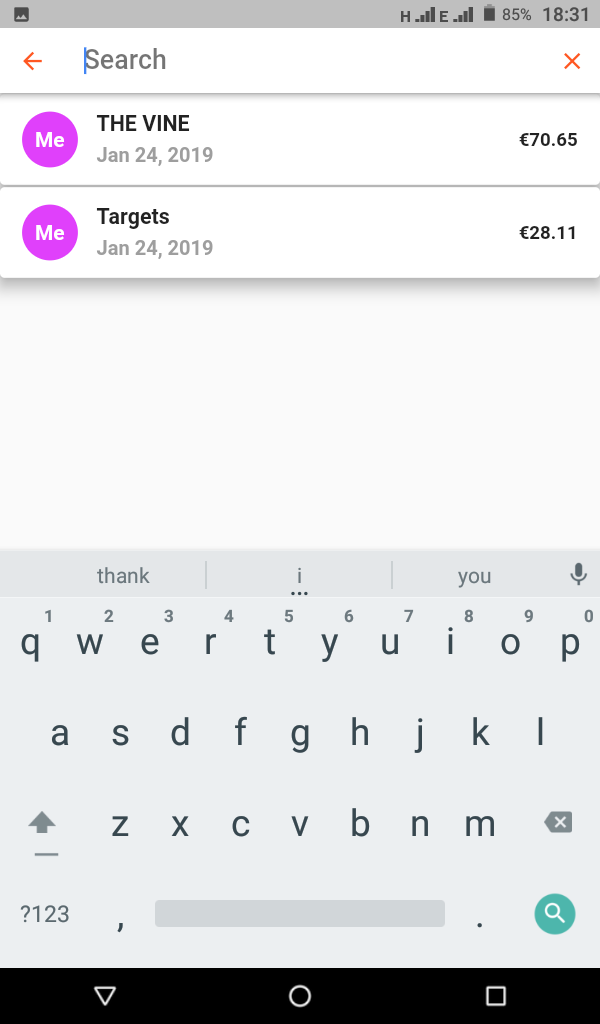 H E 85% 18:31
Search
Me THE VINE €70.65
Jan 24, 2019
Me Targets €28.11
Jan 24, 2019
thank i you
1 2 3 4 5 6 7 8 9 0
q w e r t y u i o p
a s d f g h j k l
z x c v b n m
?123 , .